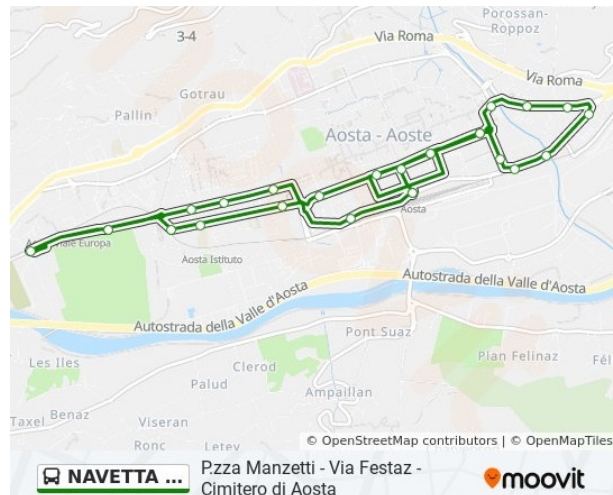 Porossan-
Roppoz
3-4
Via Roma
Gotrau
Via Roma
Pallin
Aosta - Aoste
Aosta
Aosta Istituto
Autostrada della Valle d'Aosta
Autostrada della Valle d'Aosta
Pont Suaz
Les Iles
Clerod
Pian Felinaz
Fél
Palud
Ampaillan
Taxel
Benaz
Viseran
Ronc
Letey
© OpenStreetMap contributors | © OpenMapTiles
NAVETTA ...
P.zza Manzetti - Via Festaz -
Cimitero di Aosta
moovit